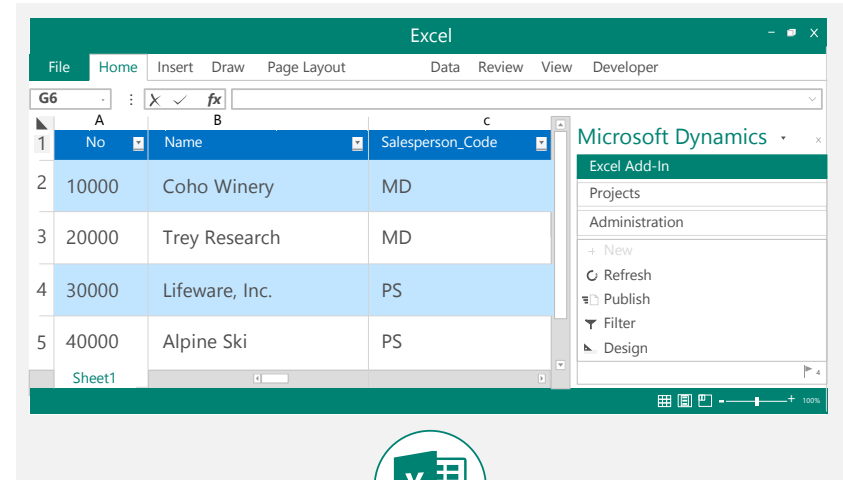 Excel
File Home Insert Draw Page Layout Data Review View Developer
G6 fx
A B c
1 No Name Salesperson_Code
2 10000 Coho Winery MD
3 20000 Trey Research MD
4 30000 Lifeware, Inc. PS
5 40000 Alpine Ski PS
Sheet1
Microsoft Dynamics
Excel Add-In
Projects
Administration
+ New
Refresh
Publish
Filter
Design
4
100%
X